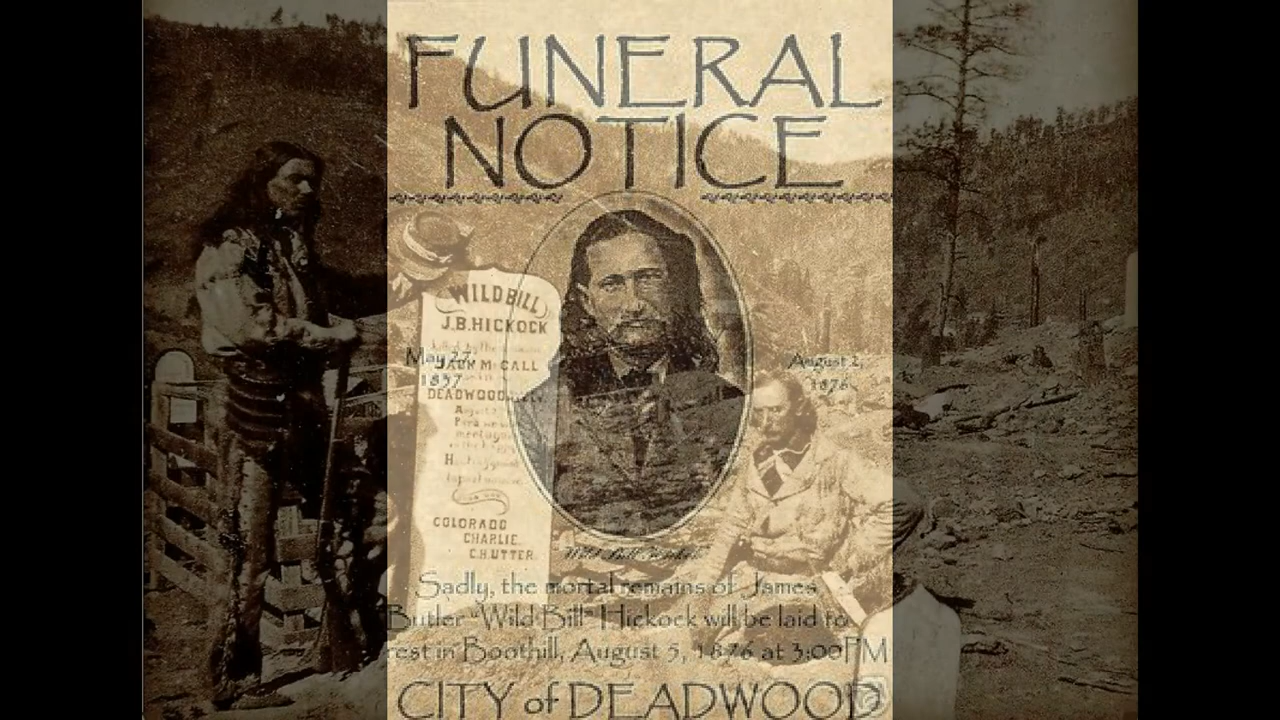 FUNERAL
NOTICE
WILD BILL
J.B. HICKOCK
May 27,
1837
JACK M CALL
DEADWOOD
August 2,
1876
COLORADO
CHARLIE
C.H. UTTER
Sadly, the mortal remains of James
Butler "Wild Bill" Hickock will be laid to
rest in Boothill, August 5, 1876 at 3:00PM
CITY of DEADWOOD